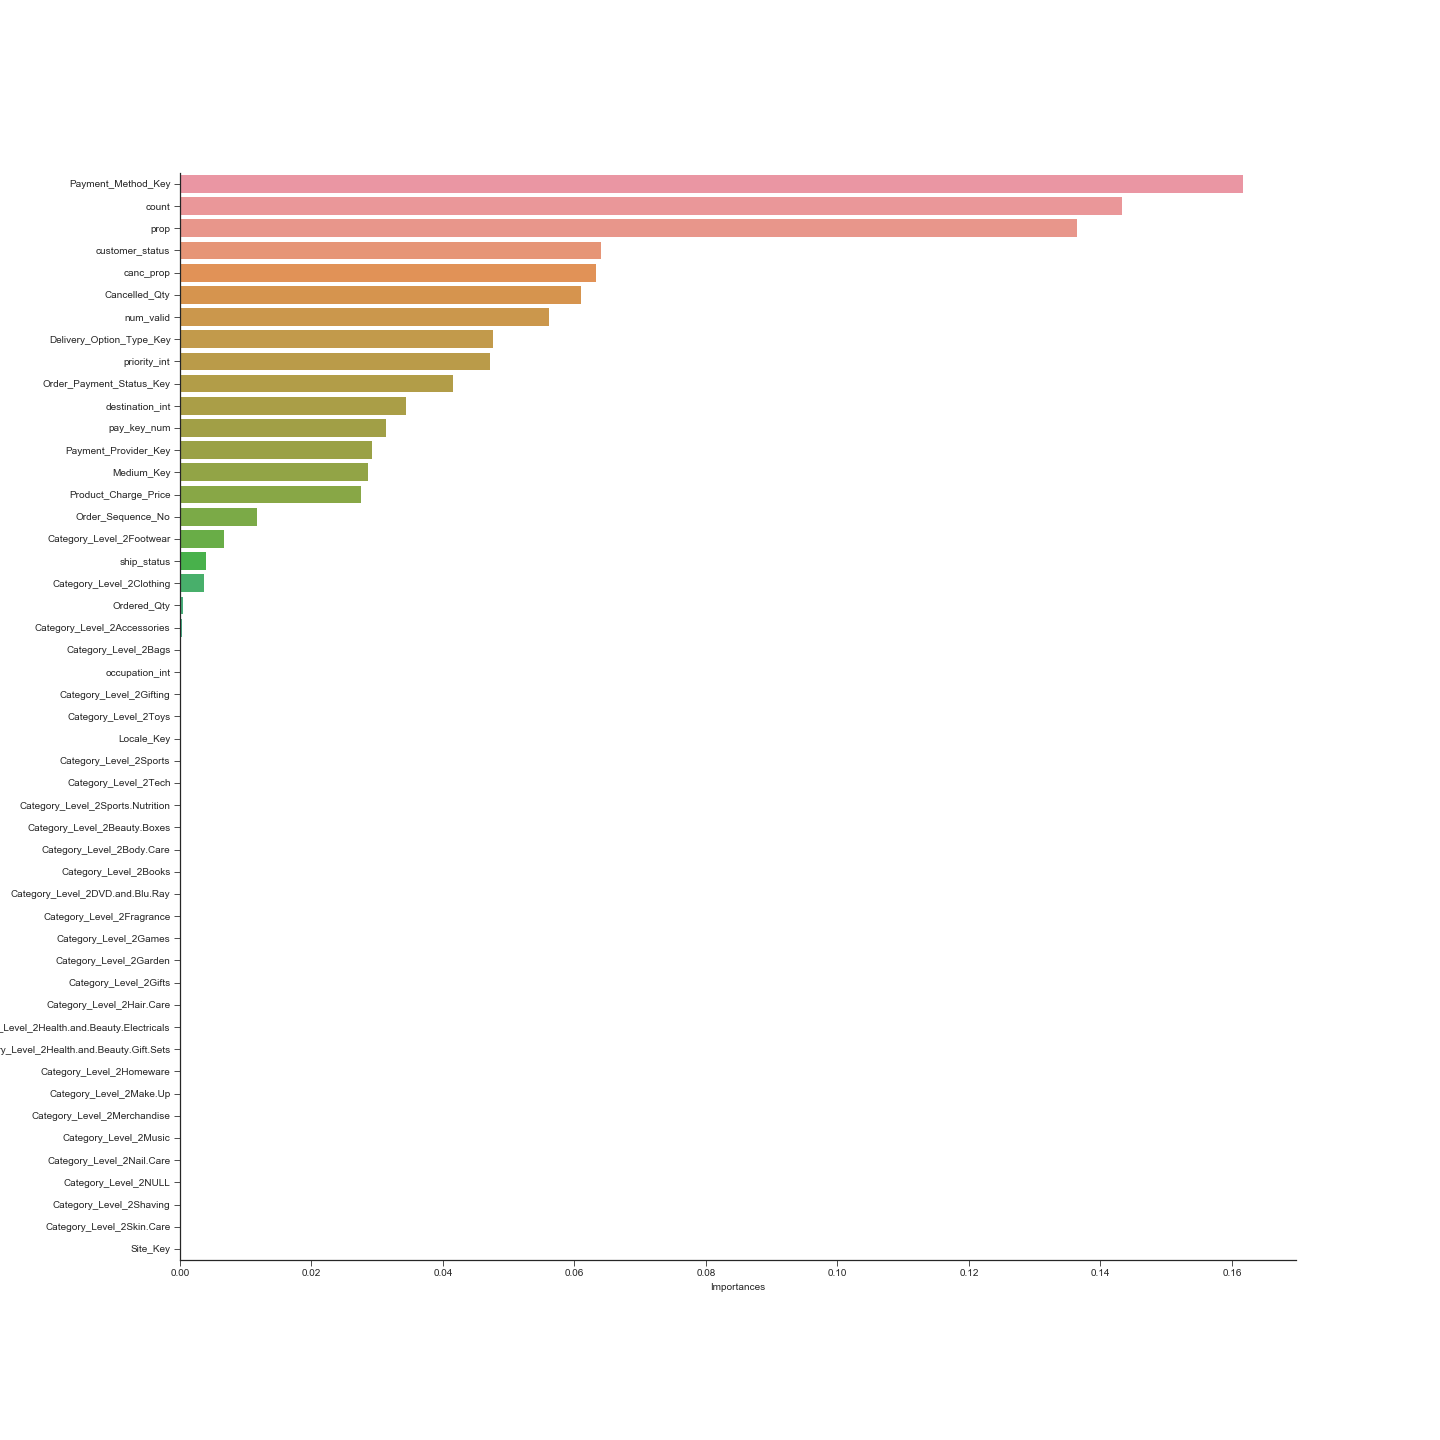 Payment_Method_Key
count
prop
customer_status
canc_prop
Cancelled_Qty
num_valid
Delivery_Option_Type_Key
priority_int
Order_Payment_Status_Key
destination_int
pay_key_num
Payment_Provider_Key
Medium_Key
Product_Charge_Price
Order_Sequence_No
Category_Level_2Footwear
ship_status
Category_Level_2Clothing
Ordered_Qty
Category_Level_2Accessories
Category_Level_2Bags
occupation_int
Category_Level_2Gifting
Category_Level_2Toys
Locale_Key
Category_Level_2Sports
Category_Level_2Tech
Category_Level_2Sports.Nutrition
Category_Level_2Beauty.Boxes
Category_Level_2Body.Care
Category_Level_2Books
Category_Level_2DVD.and.Blu.Ray
Category_Level_2Fragrance
Category_Level_2Games
Category_Level_2Garden
Category_Level_2Gifts
Category_Level_2Hair.Care
_Level_2Health.and.Beauty.Electricals
y_Level_2Health.and.Beauty.Gift.Sets
Category_Level_2Homeware
Category_Level_2Make.Up
Category_Level_2Merchandise
Category_Level_2Music
Category_Level_2Nail.Care
Category_Level_2NULL
Category_Level_2Shaving
Category_Level_2Skin.Care
Site_Key
0.00 0.02 0.04 0.06 0.08 0.10 0.12 0.14 0.16
Importances